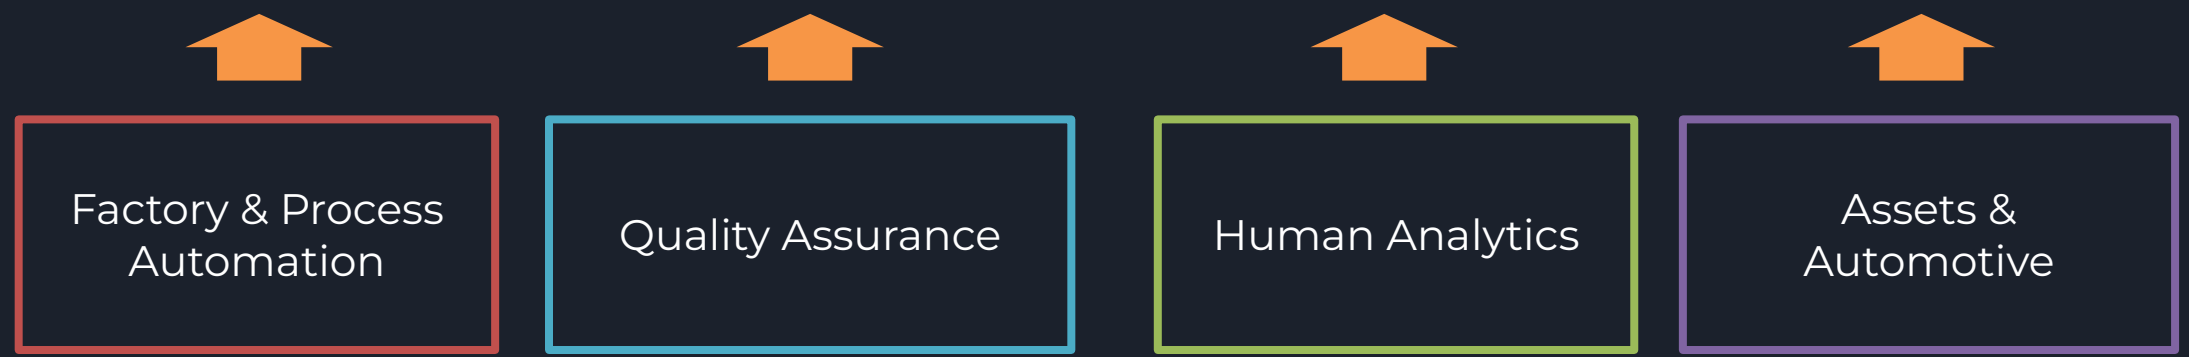 Factory & Process
Automation
Quality Assurance
Human Analytics
Assets &
Automotive